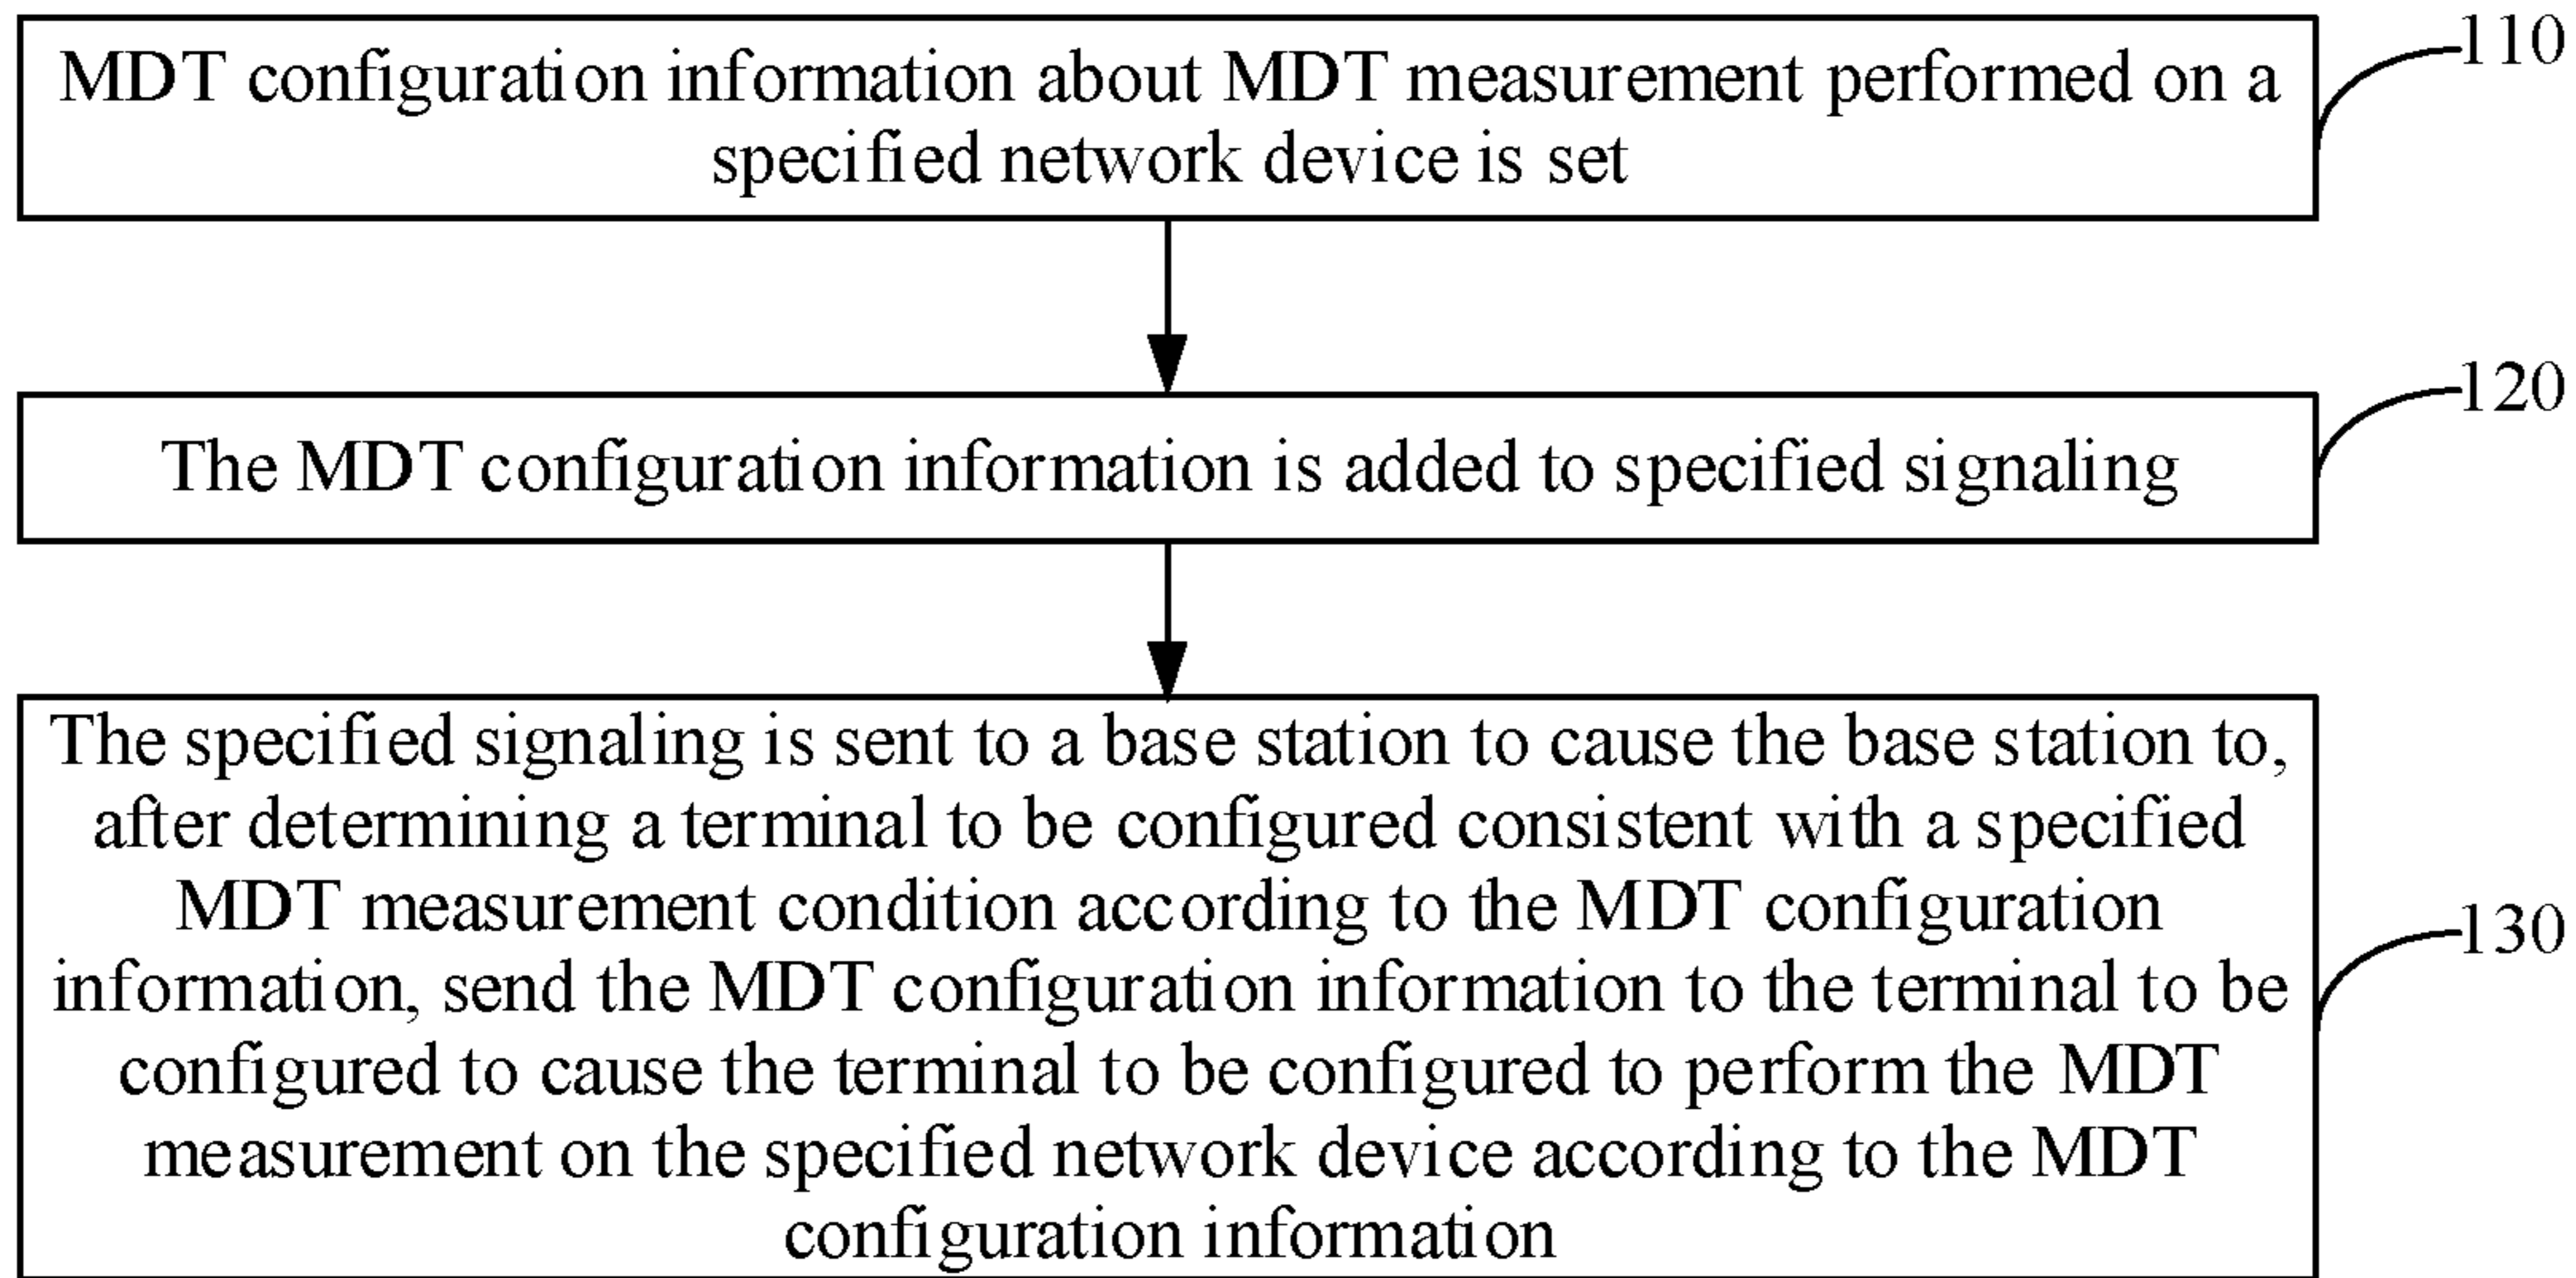 MDT configuration information about MDT measurement performed on a
specified network device is set
110
The MDT configuration information is added to specified signaling
120
The specified signaling is sent to a base station to cause the base station to,
after determining a terminal to be configured consistent with a specified
MDT measurement condition according to the MDT configuration
information, send the MDT configuration information to the terminal to be
configured to cause the terminal to be configured to perform the MDT
measurement on the specified network device according to the MDT
configuration information
130